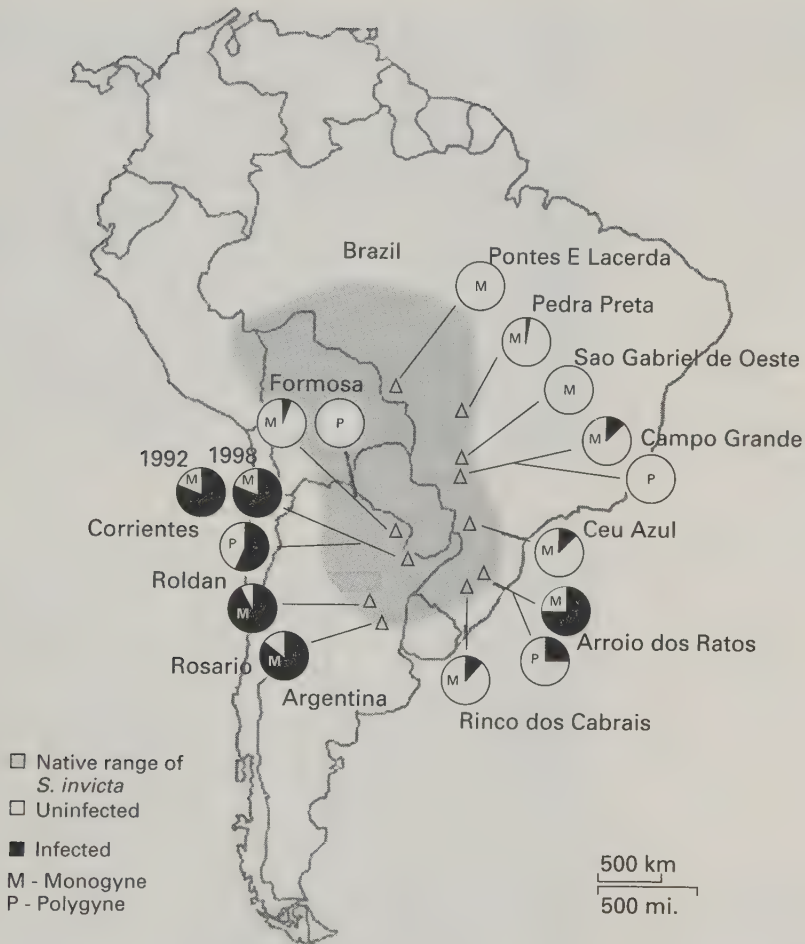 Brazil
Pontes E Lacerda
M
Pedra Preta
M
Sao Gabriel de Oeste
M
Formosa
M
P
M
Campo Grande
P
1992
1998
M
M
Corrientes
P
Ceu Azul
M
Roldan
M
M
Arroio dos Ratos
P
Rosario
M
Argentina
M
Rinco dos Cabrais
Native range of
S. invicta
Uninfected
Infected
M - Monogyne
P - Polygyne
500 km
500 mi.